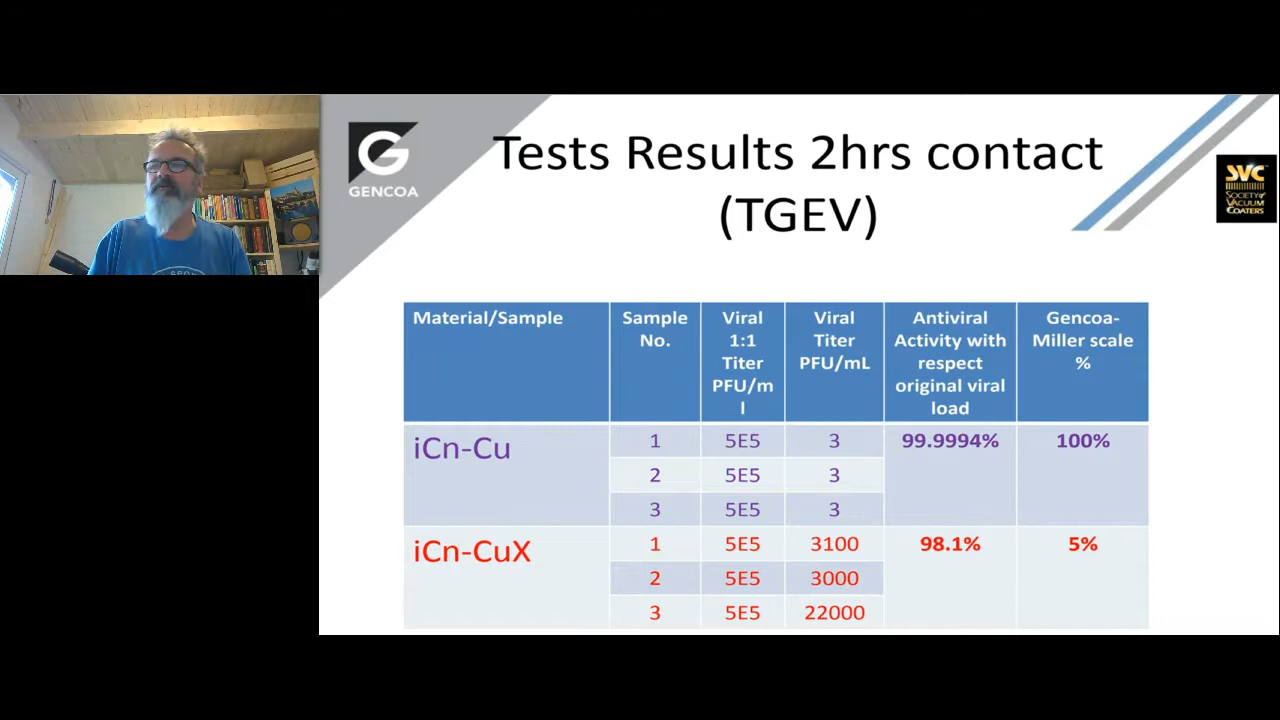 GENCOA
Tests Results 2hrs contact
(TGEV)
SVC
SOCIETY OF
VACUUM
COATERS
Material/Sample
Sample
No.
Viral
1:1
Titer
PFU/m
l
Viral
Titer
PFU/mL
Antiviral
Activity with
respect
original viral
load
Gencoa-
Miller scale
%
iCn-Cu
1 5E5 3 99.9994% 100%
2 5E5 3
3 5E5 3
iCn-CuX
1 5E5 3100 98.1% 5%
2 5E5 3000
3 5E5 22000